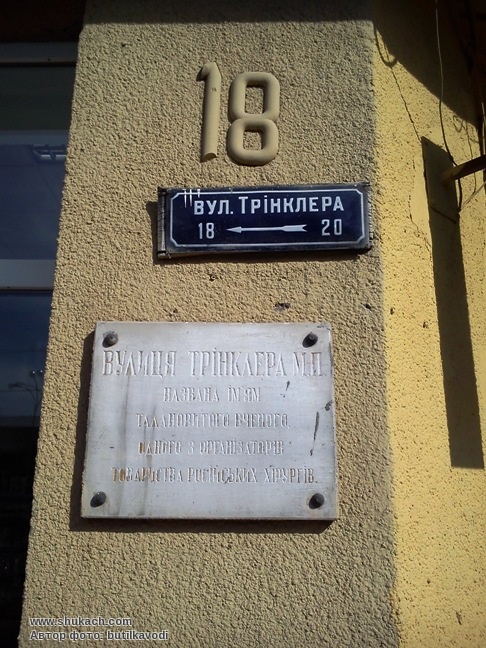 18
ВУЛ. ТРІНКЛЕРА
18 20
ВУЛИЦЯ ТРІНКЛЕРА М.П.
НАЗВАНА ІМ'ЯМ
ТАЛАНОВИТОГО ВЧЕНОГО,
ОДНОГО З ОРГАНІЗАТОРІВ
ТОВАРИСТВА РОСІЙСЬКИХ ХІРУРГІВ.
www.shukach.com
Автор фото: butilkavodi